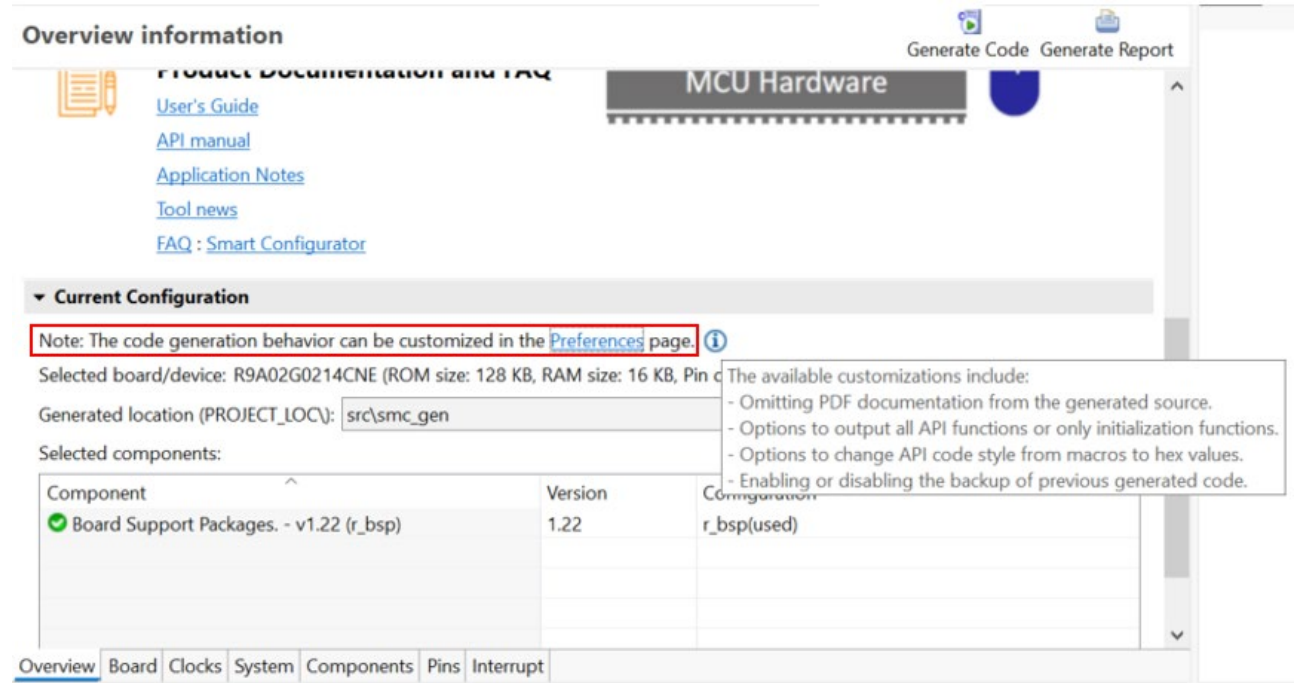 Overview information
Generate Code Generate Report
Product Documentation and FAQ
MCU Hardware
User's Guide
API manual
Application Notes
Tool news
FAQ : Smart Configurator
Current Configuration
Note: The code generation behavior can be customized in the Preferences page.
Selected board/device: R9A02G0214CNE (ROM size: 128 KB, RAM size: 16 KB, Pin
The available customizations include:
- Omitting PDF documentation from the generated source.
- Options to output all API functions or only initialization functions.
- Options to change API code style from macros to hex values.
- Enabling or disabling the backup of previous generated code.
Generated location (PROJECT_LOC\): src\smc_gen
Selected components:
Component Version Configuration
Board Support Packages. - v1.22 (r_bsp) 1.22 r_bsp(used)
Overview Board Clocks System Components Pins Interrupt